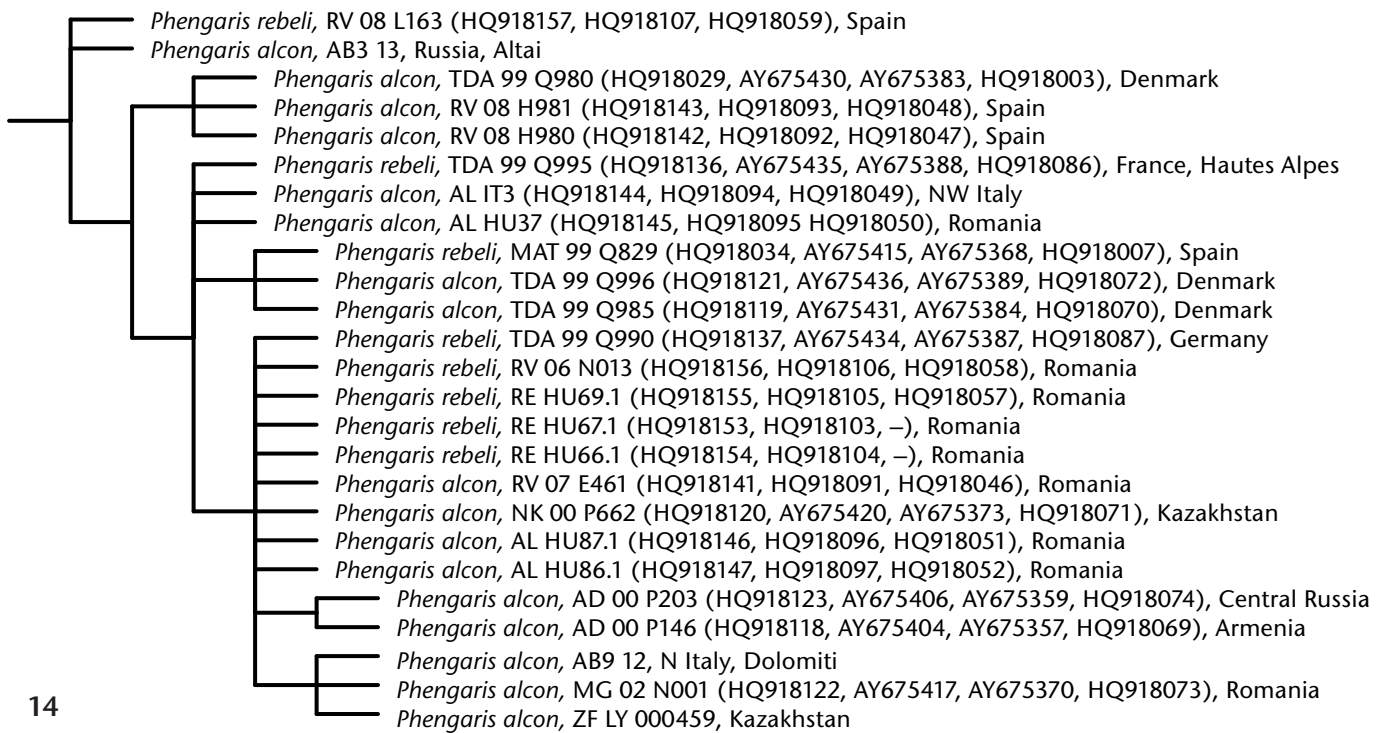 Phengaris rebeli, RV 08 L163 (HQ918157, HQ918107, HQ918059), Spain
Phengaris alcon, AB3 13, Russia, Altai
Phengaris alcon, TDA 99 Q980 (HQ918029, AY675430, AY675383, HQ918003), Denmark
Phengaris alcon, RV 08 H981 (HQ918143, HQ918093, HQ918048), Spain
Phengaris alcon, RV 08 H980 (HQ918142, HQ918092, HQ918047), Spain
Phengaris rebeli, TDA 99 Q995 (HQ918136, AY675435, AY675388, HQ918086), France, Hautes Alpes
Phengaris alcon, AL IT3 (HQ918144, HQ918094, HQ918049), NW Italy
Phengaris alcon, AL HU37 (HQ918145, HQ918095 HQ918050), Romania
Phengaris rebeli, MAT 99 Q829 (HQ918034, AY675415, AY675368, HQ918007), Spain
Phengaris alcon, TDA 99 Q996 (HQ918121, AY675436, AY675389, HQ918072), Denmark
Phengaris alcon, TDA 99 Q985 (HQ918119, AY675431, AY675384, HQ918070), Denmark
Phengaris rebeli, TDA 99 Q990 (HQ918137, AY675434, AY675387, HQ918087), Germany
Phengaris rebeli, RV 06 N013 (HQ918156, HQ918106, HQ918058), Romania
Phengaris rebeli, RE HU69.1 (HQ918155, HQ918105, HQ918057), Romania
Phengaris rebeli, RE HU67.1 (HQ918153, HQ918103, –), Romania
Phengaris rebeli, RE HU66.1 (HQ918154, HQ918104, –), Romania
Phengaris alcon, RV 07 E461 (HQ918141, HQ918091, HQ918046), Romania
Phengaris alcon, NK 00 P662 (HQ918120, AY675420, AY675373, HQ918071), Kazakhstan
Phengaris alcon, AL HU87.1 (HQ918146, HQ918096, HQ918051), Romania
Phengaris alcon, AL HU86.1 (HQ918147, HQ918097, HQ918052), Romania
Phengaris alcon, AD 00 P203 (HQ918123, AY675406, AY675359, HQ918074), Central Russia
Phengaris alcon, AD 00 P146 (HQ918118, AY675404, AY675357, HQ918069), Armenia
Phengaris alcon, AB9 12, N Italy, Dolomiti
Phengaris alcon, MG 02 N001 (HQ918122, AY675417, AY675370, HQ918073), Romania
Phengaris alcon, ZF LY 000459, Kazakhstan
14